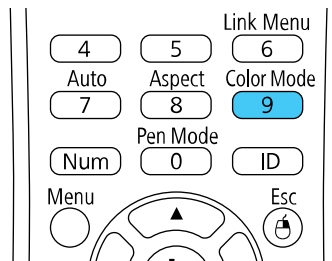 Link Menu
4 5 6
Auto Aspect Color Mode
7 8 9
Pen Mode
Num 0 ID
Menu Esc